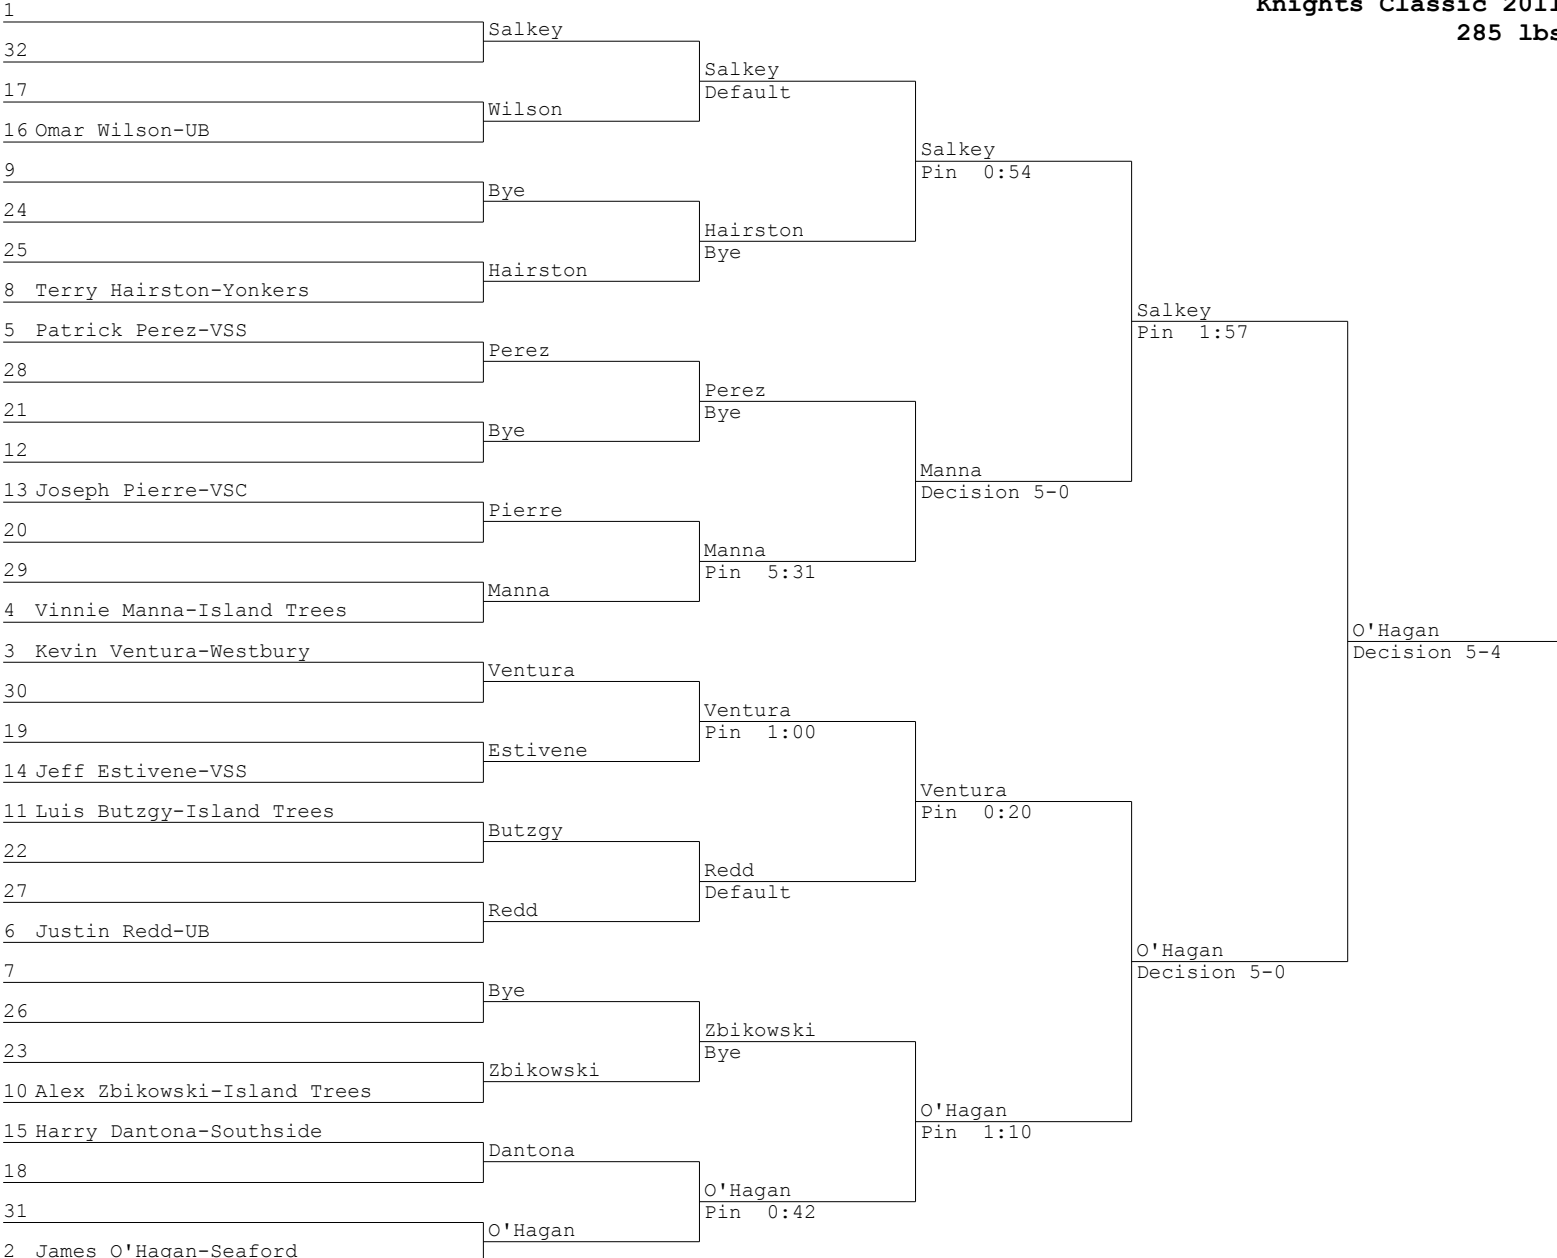 Knights Classic 2011
285 lbs
1
32
17
16 Omar Wilson-UB
9
24
25
8 Terry Hairston-Yonkers
5 Patrick Perez-VSS
28
21
12
13 Joseph Pierre-VSC
20
29
4 Vinnie Manna-Island Trees
3 Kevin Ventura-Westbury
30
19
14 Jeff Estivene-VSS
11 Luis Butzgy-Island Trees
22
27
6 Justin Redd-UB
7
26
23
10 Alex Zbikowski-Island Trees
15 Harry Dantona-Southside
18
31
2 James O'Hagan-Seaford
Salkey
Wilson
Bye
Hairston
Perez
Bye
Pierre
Manna
Ventura
Estivene
Butzgy
Redd
Bye
Zbikowski
Dantona
O'Hagan
Salkey
Default
Hairston
Bye
Perez
Bye
Manna
Pin 5:31
Ventura
Pin 1:00
Redd
Default
Zbikowski
Bye
O'Hagan
Pin 0:42
Salkey
Pin 0:54
Manna
Decision 5-0
Ventura
Pin 0:20
O'Hagan
Pin 1:10
Salkey
Pin 1:57
O'Hagan
Decision 5-0
O'Hagan
Decision 5-4